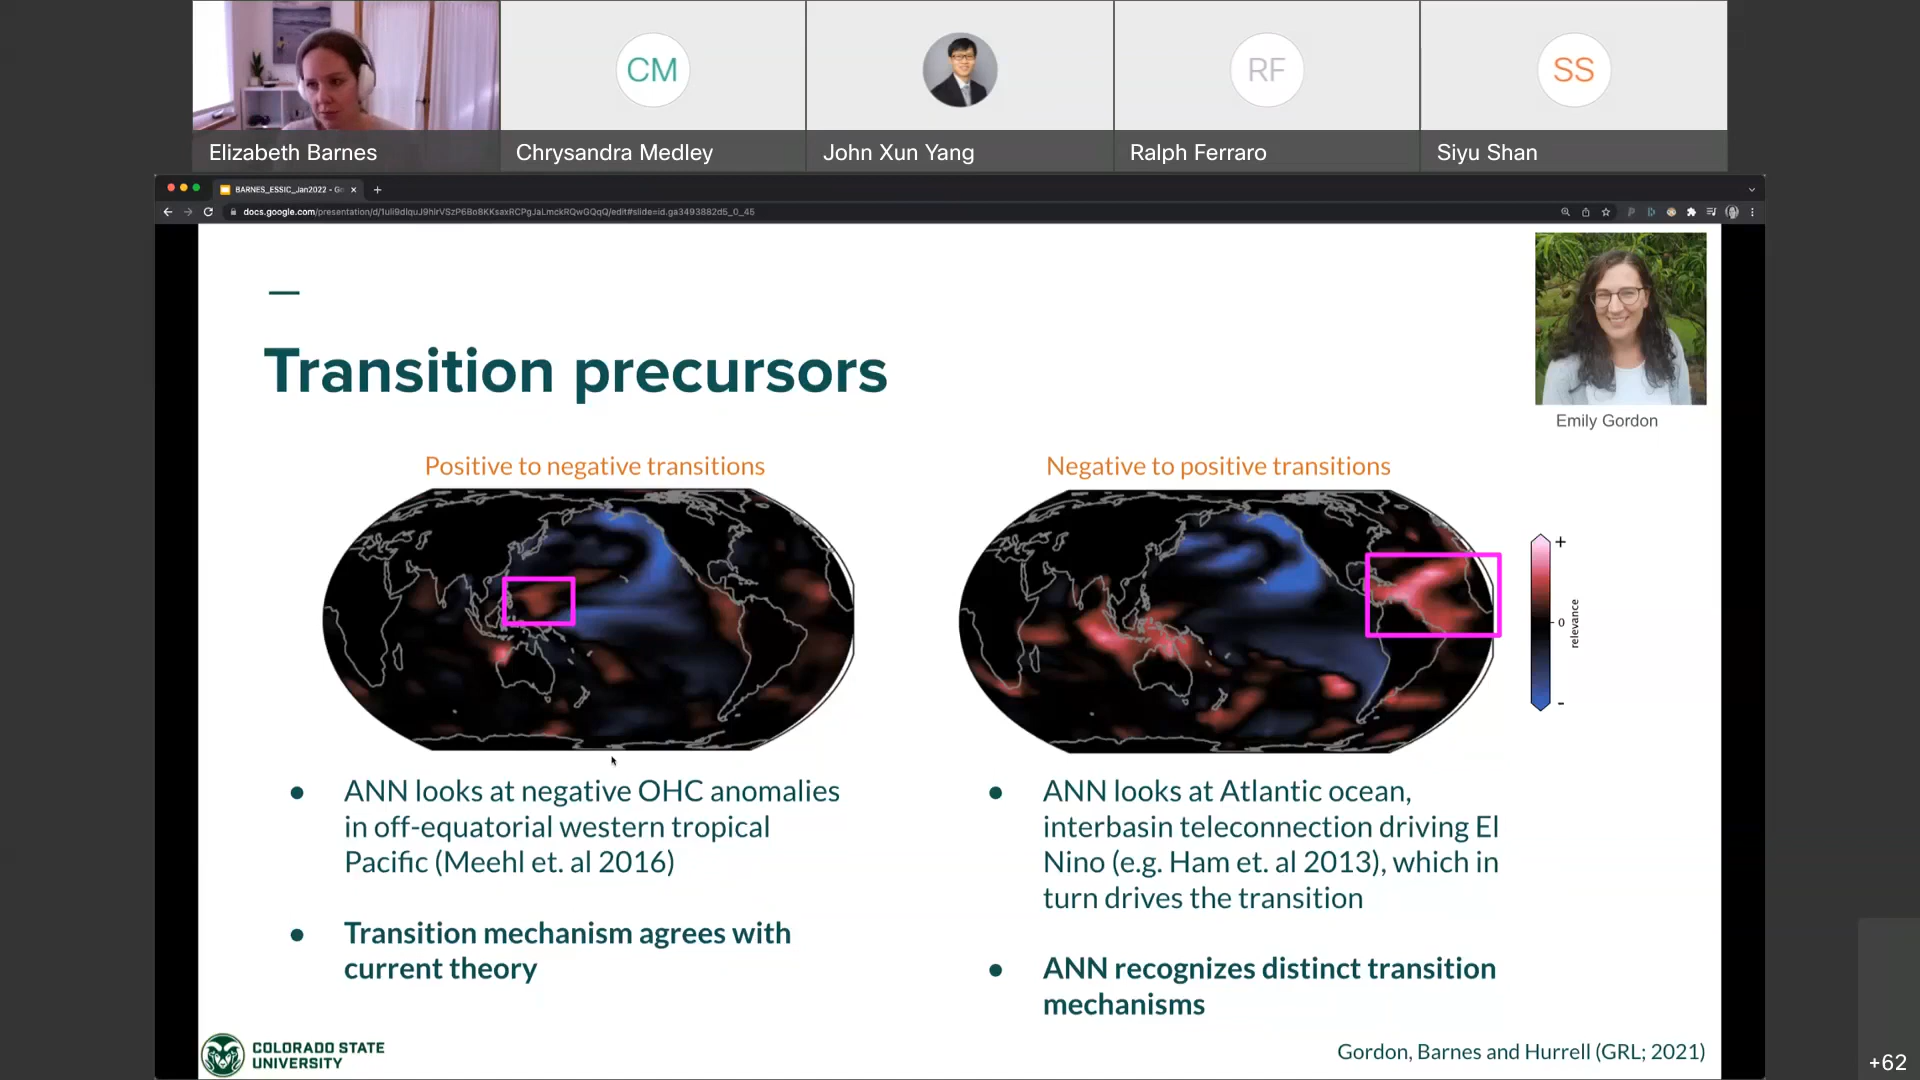 CM
RF
SS
Elizabeth Barnes
Chrysandra Medley
John Xun Yang
Ralph Ferraro
Siyu Shan
BARNES_ESSIC_Jan2022 - Go
Transition precursors
Emily Gordon
Positive to negative transitions
Negative to positive transitions
+
0
-
relevance
● ANN looks at negative OHC anomalies
in off-equatorial western tropical
Pacific (Meehl et. al 2016)
● Transition mechanism agrees with
current theory
● ANN looks at Atlantic ocean,
interbasin teleconnection driving El
Nino (e.g. Ham et. al 2013), which in
turn drives the transition
● ANN recognizes distinct transition
mechanisms
COLORADO STATE
UNIVERSITY
Gordon, Barnes and Hurrell (GRL; 2021)
+62